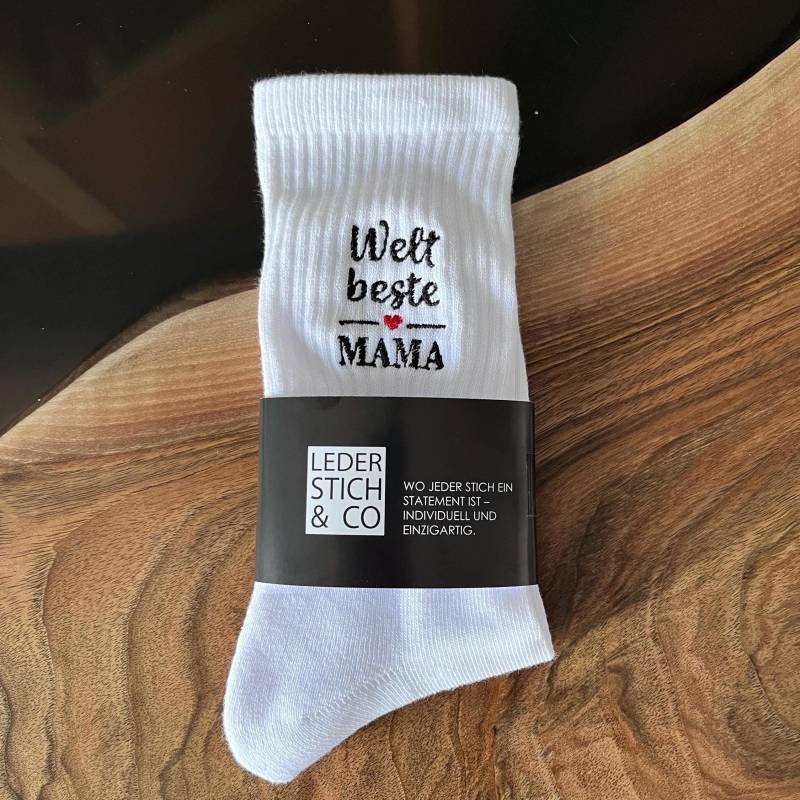 Welt
beste
MAMA
LEDER
STICH
& CO
WO JEDER STICH EIN
STATEMENT IST –
INDIVIDUELL UND
EINZIGARTIG.